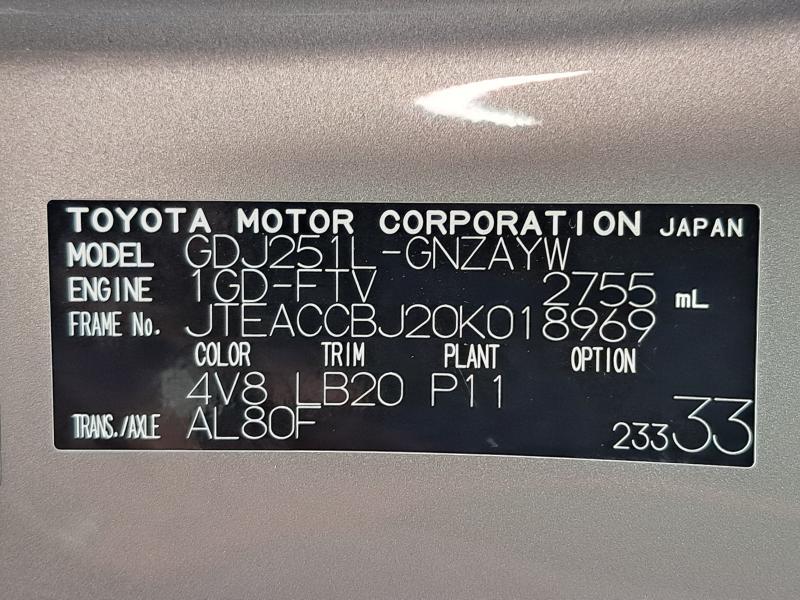 TOYOTA MOTOR CORPORATION JAPAN
MODEL GDJ251L-GNZAYW
ENGINE 1GD-FTV 2755 mL
FRAME No. JTEACCBJ20K018969
COLOR TRIM PLANT OPTION
4V8 LB20 P11
TRANS./AXLE AL80F 23333